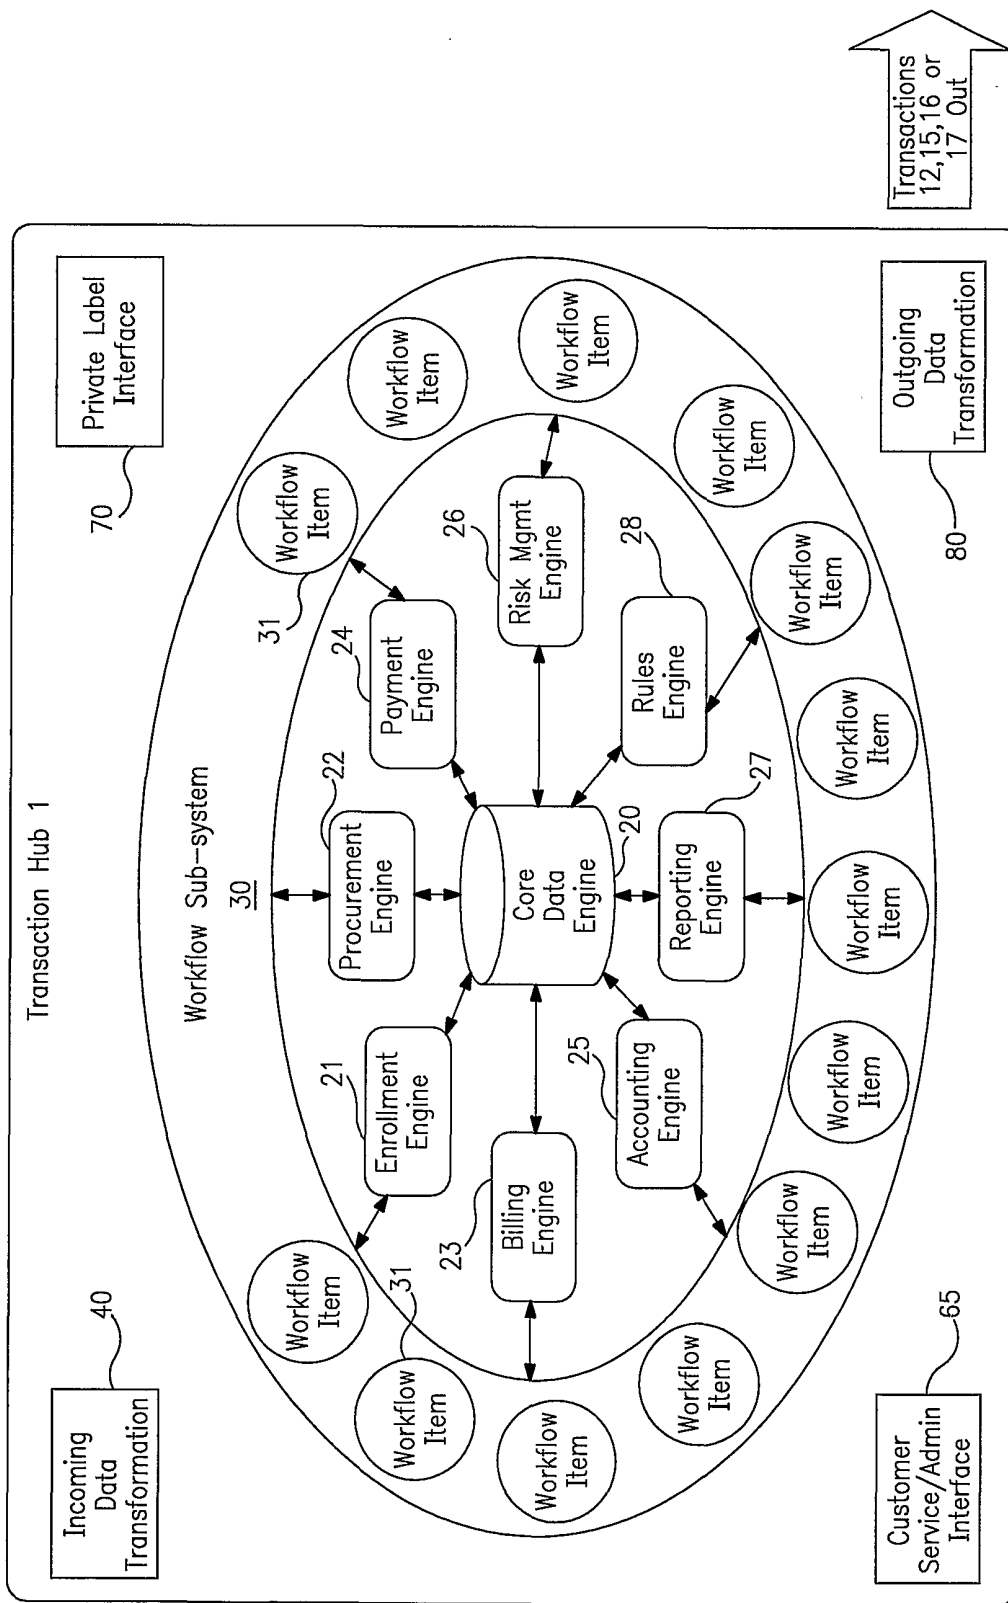 Transaction Hub 1
Incoming
Data
Transformation
40
Private Label
Interface
70
Workflow Sub-system
30
31
Workflow
Item
Workflow
Item
Workflow
Item
Workflow
Item
31
Workflow
Item
Workflow
Item
21
Enrollment
Engine
22
Procurement
Engine
24
Payment
Engine
23
Billing
Engine
Core
Data
Engine
20
26
Risk Mgmt
Engine
25
Accounting
Engine
Reporting
Engine
27
Rules
Engine
28
Workflow
Item
Workflow
Item
Workflow
Item
Workflow
Item
Workflow
Item
Workflow
Item
Workflow
Item
Customer
Service/Admin
Interface
65
80
Outgoing
Data
Transformation
Transactions
12,15,16 or
17 Out